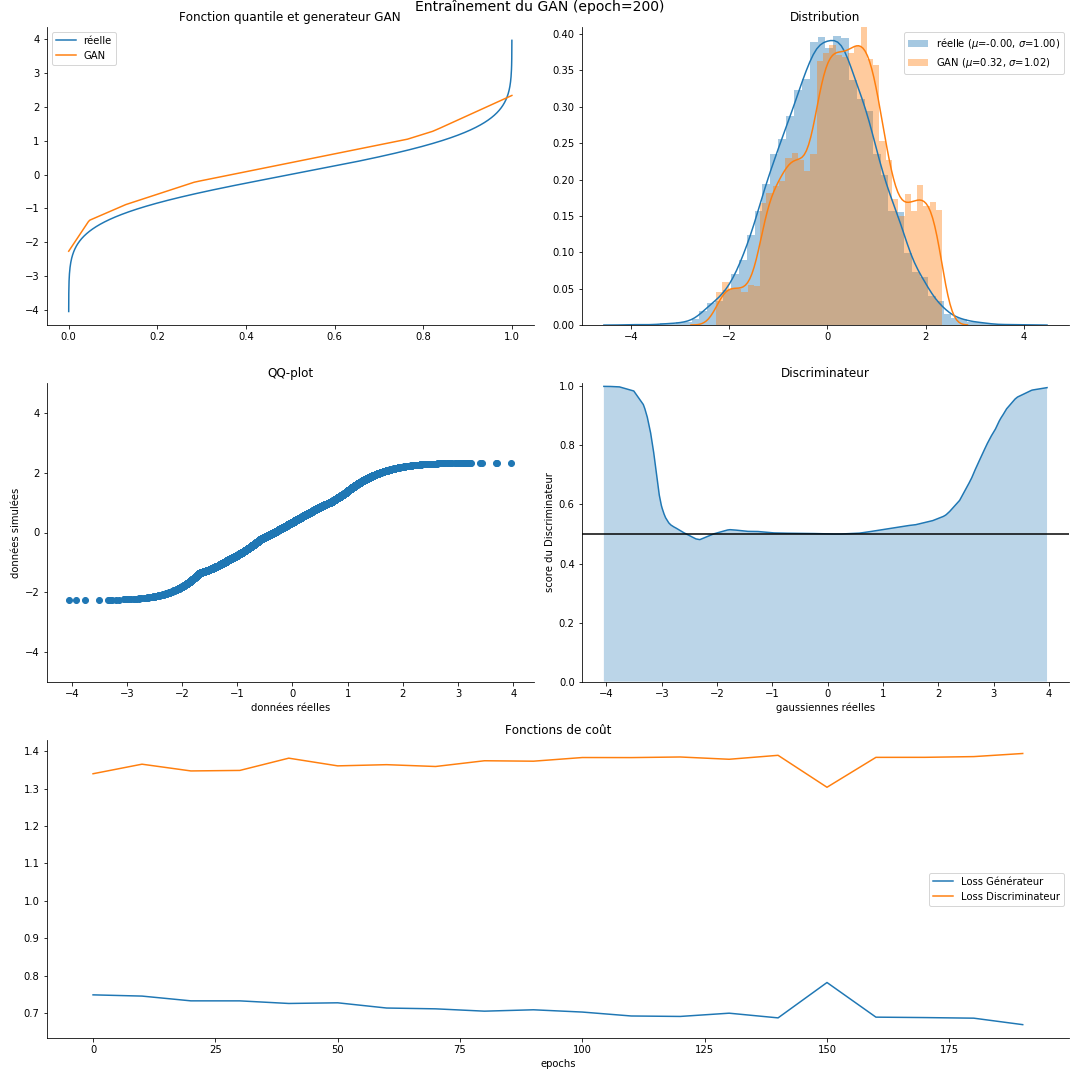 Entraînement du GAN (epoch=200)
Fonction quantile et generateur GAN
réelle
GAN
4
3
2
1
0
−1
−2
−3
−4
0.0 0.2 0.4 0.6 0.8 1.0
Distribution
réelle (μ=-0.00, σ=1.00)
GAN (μ=0.32, σ=1.02)
0.40
0.35
0.30
0.25
0.20
0.15
0.10
0.05
0.00
−4 −2 0 2 4
QQ-plot
données simulées
4
2
0
−2
−4
−4 −3 −2 −1 0 1 2 3 4
données réelles
Discriminateur
score du Discriminateur
1.0
0.8
0.6
0.4
0.2
0.0
−4 −3 −2 −1 0 1 2 3 4
gaussiennes réelles
Fonctions de coût
1.4
1.3
1.2
1.1
1.0
0.9
0.8
0.7
Loss Générateur
Loss Discriminateur
0 25 50 75 100 125 150 175
epochs